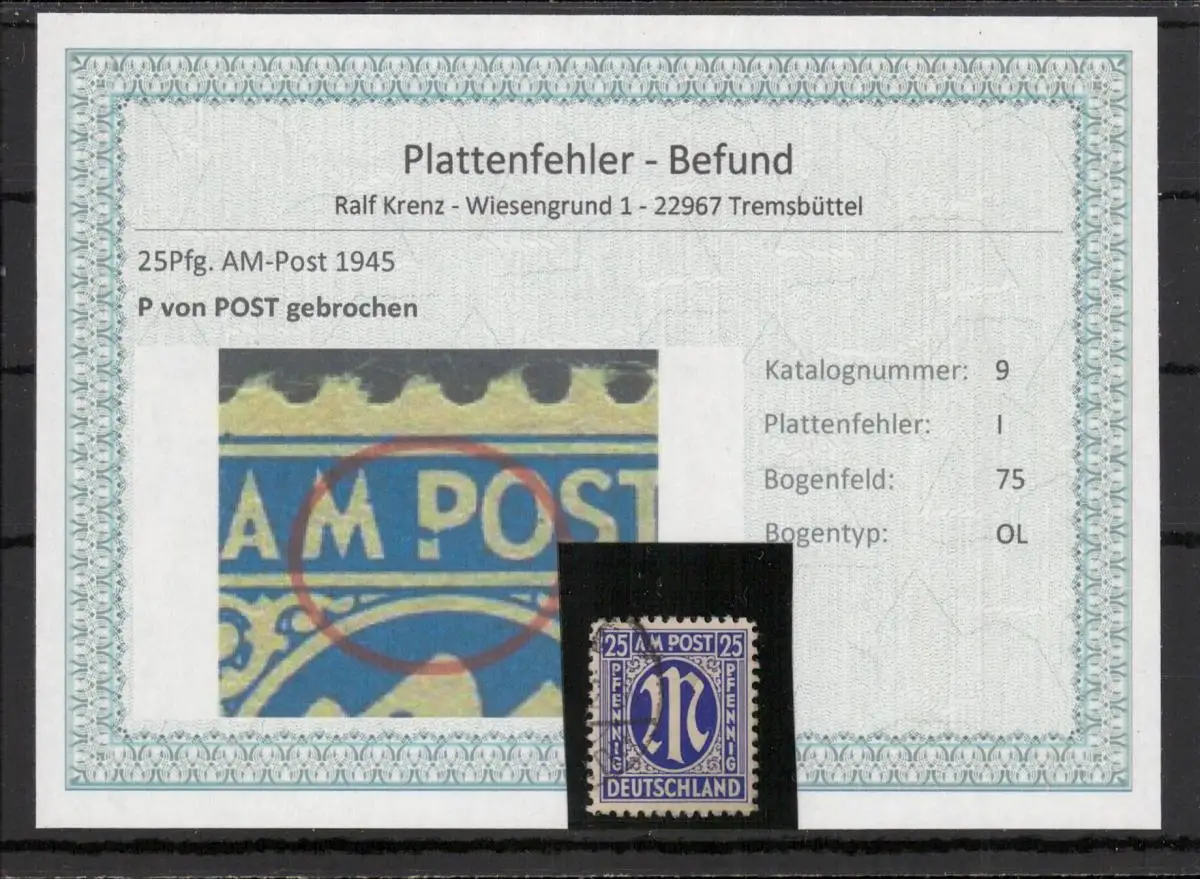 Plattenfehler - Befund
Ralf Krenz - Wiesengrund 1 - 22967 Tremsbüttel
25Pfg. AM-Post 1945
P von POST gebrochen
Katalognummer: 9
Plattenfehler: I
Bogenfeld: 75
Bogentyp: OL
AM POST
25 AM POST 25
PFENNIG
PFENNIG
M
DEUTSCHLAND